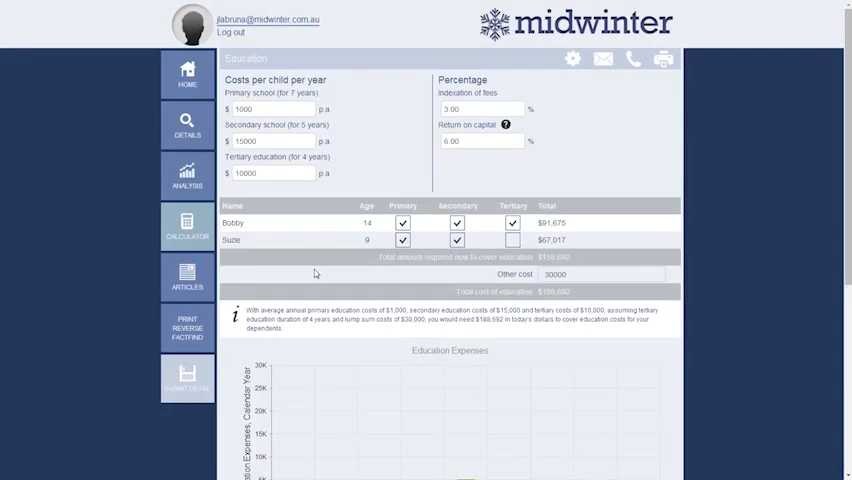 jlabruna@midwinter.com.au
Log out
midwinter
HOME
DETAILS
ANALYSIS
CALCULATOR
ARTICLES
PRINT
REVERSE
FACTFIND
SUBMIT DETAIL
Education
Costs per child per year
Primary school (for 7 years)
$ 1000 p.a.
Secondary school (for 5 years)
$ 15000 p.a.
Tertiary education (for 4 years)
$ 10000 p.a.
Percentage
Indexation of fees
3.00 %
Return on capital ?
6.00 %
Name Age Primary Secondary Tertiary Total
Bobby 14 $91,675
Suzie 9 $67,017
Total amount required now to cover education $158,692
Other cost 30000
Total cost of education $188,692
i
With average annual primary education costs of $1,000, secondary education costs of $15,000 and tertiary costs of $10,000, assuming tertiary
education duration of 4 years and lump sum costs of $30,000, you would need $188,692 in today's dollars to cover education costs for your
dependents.
Education Expenses
30K
25K
20K
15K
10K
5K
Expenses, Calendar Year